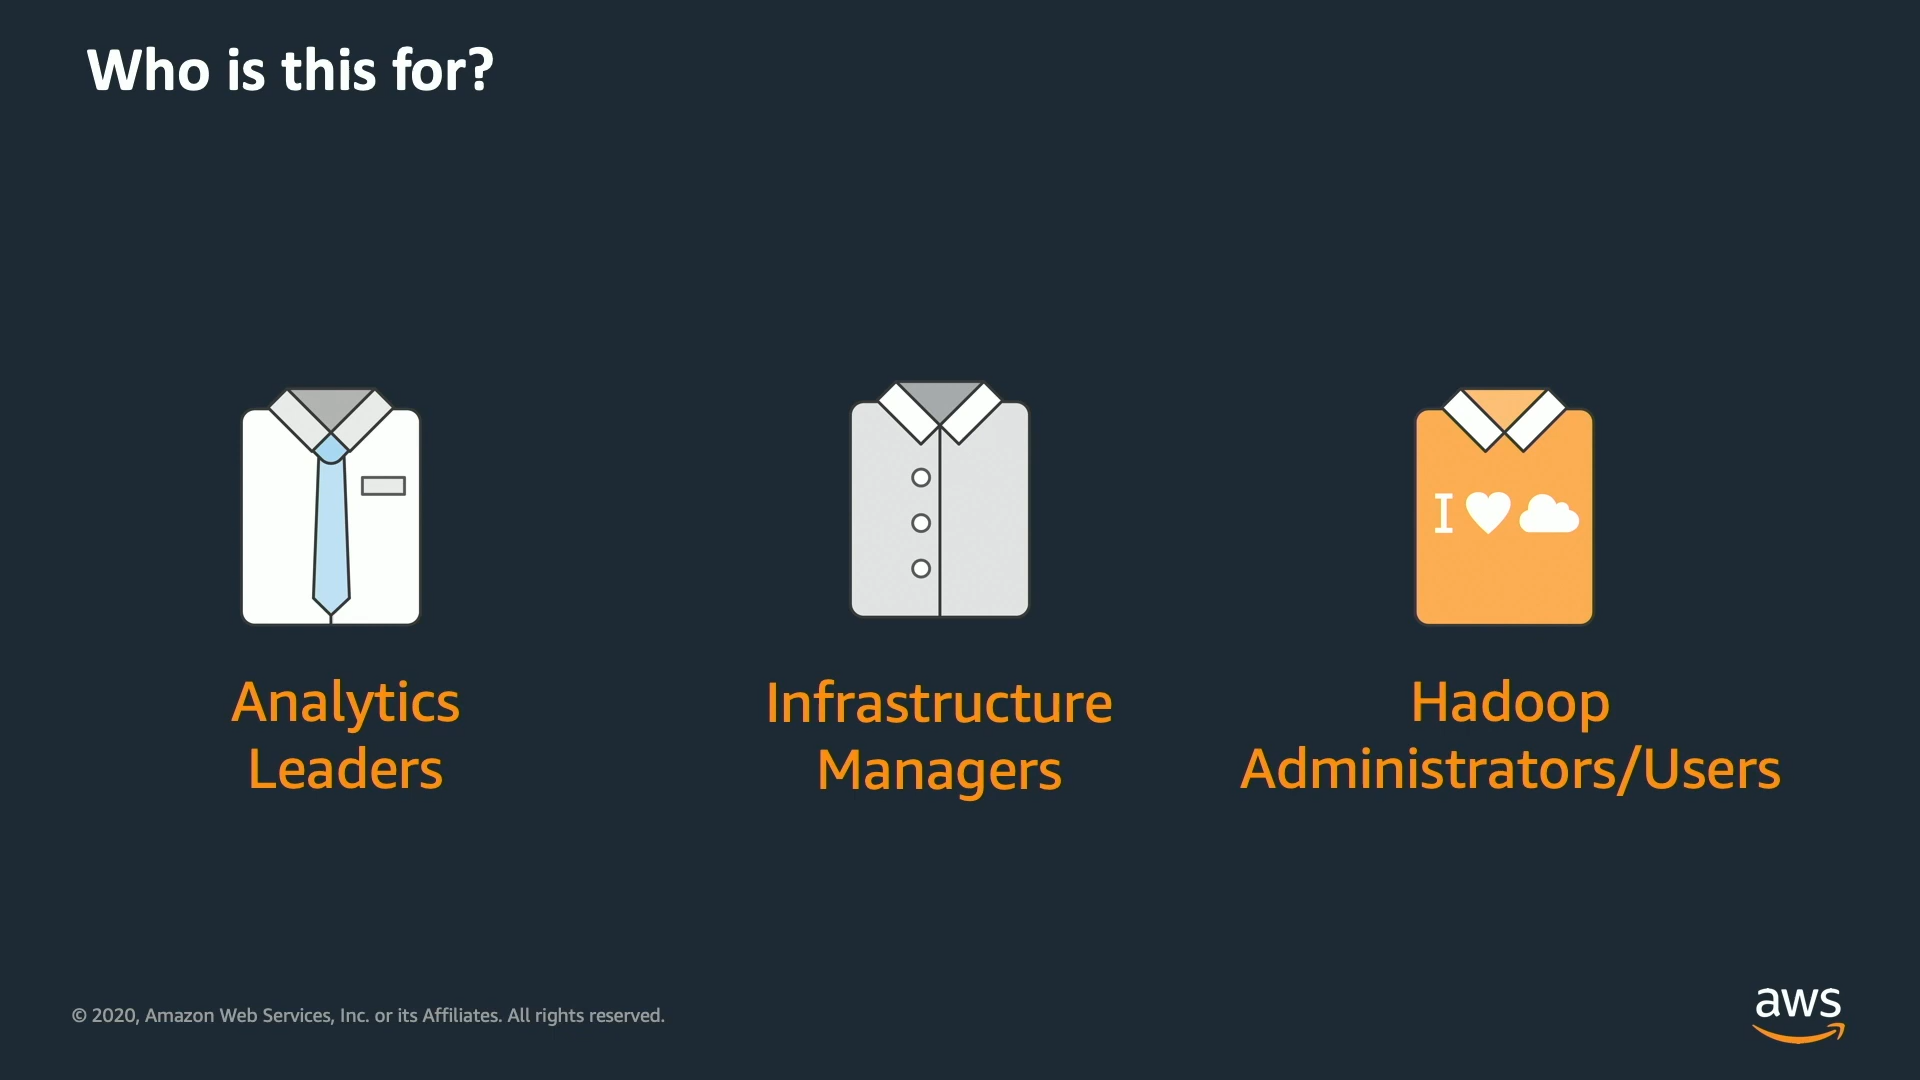 Who is this for?
I
Analytics
Leaders
Infrastructure
Managers
Hadoop
Administrators/Users
© 2020, Amazon Web Services, Inc. or its Affiliates. All rights reserved.
aws